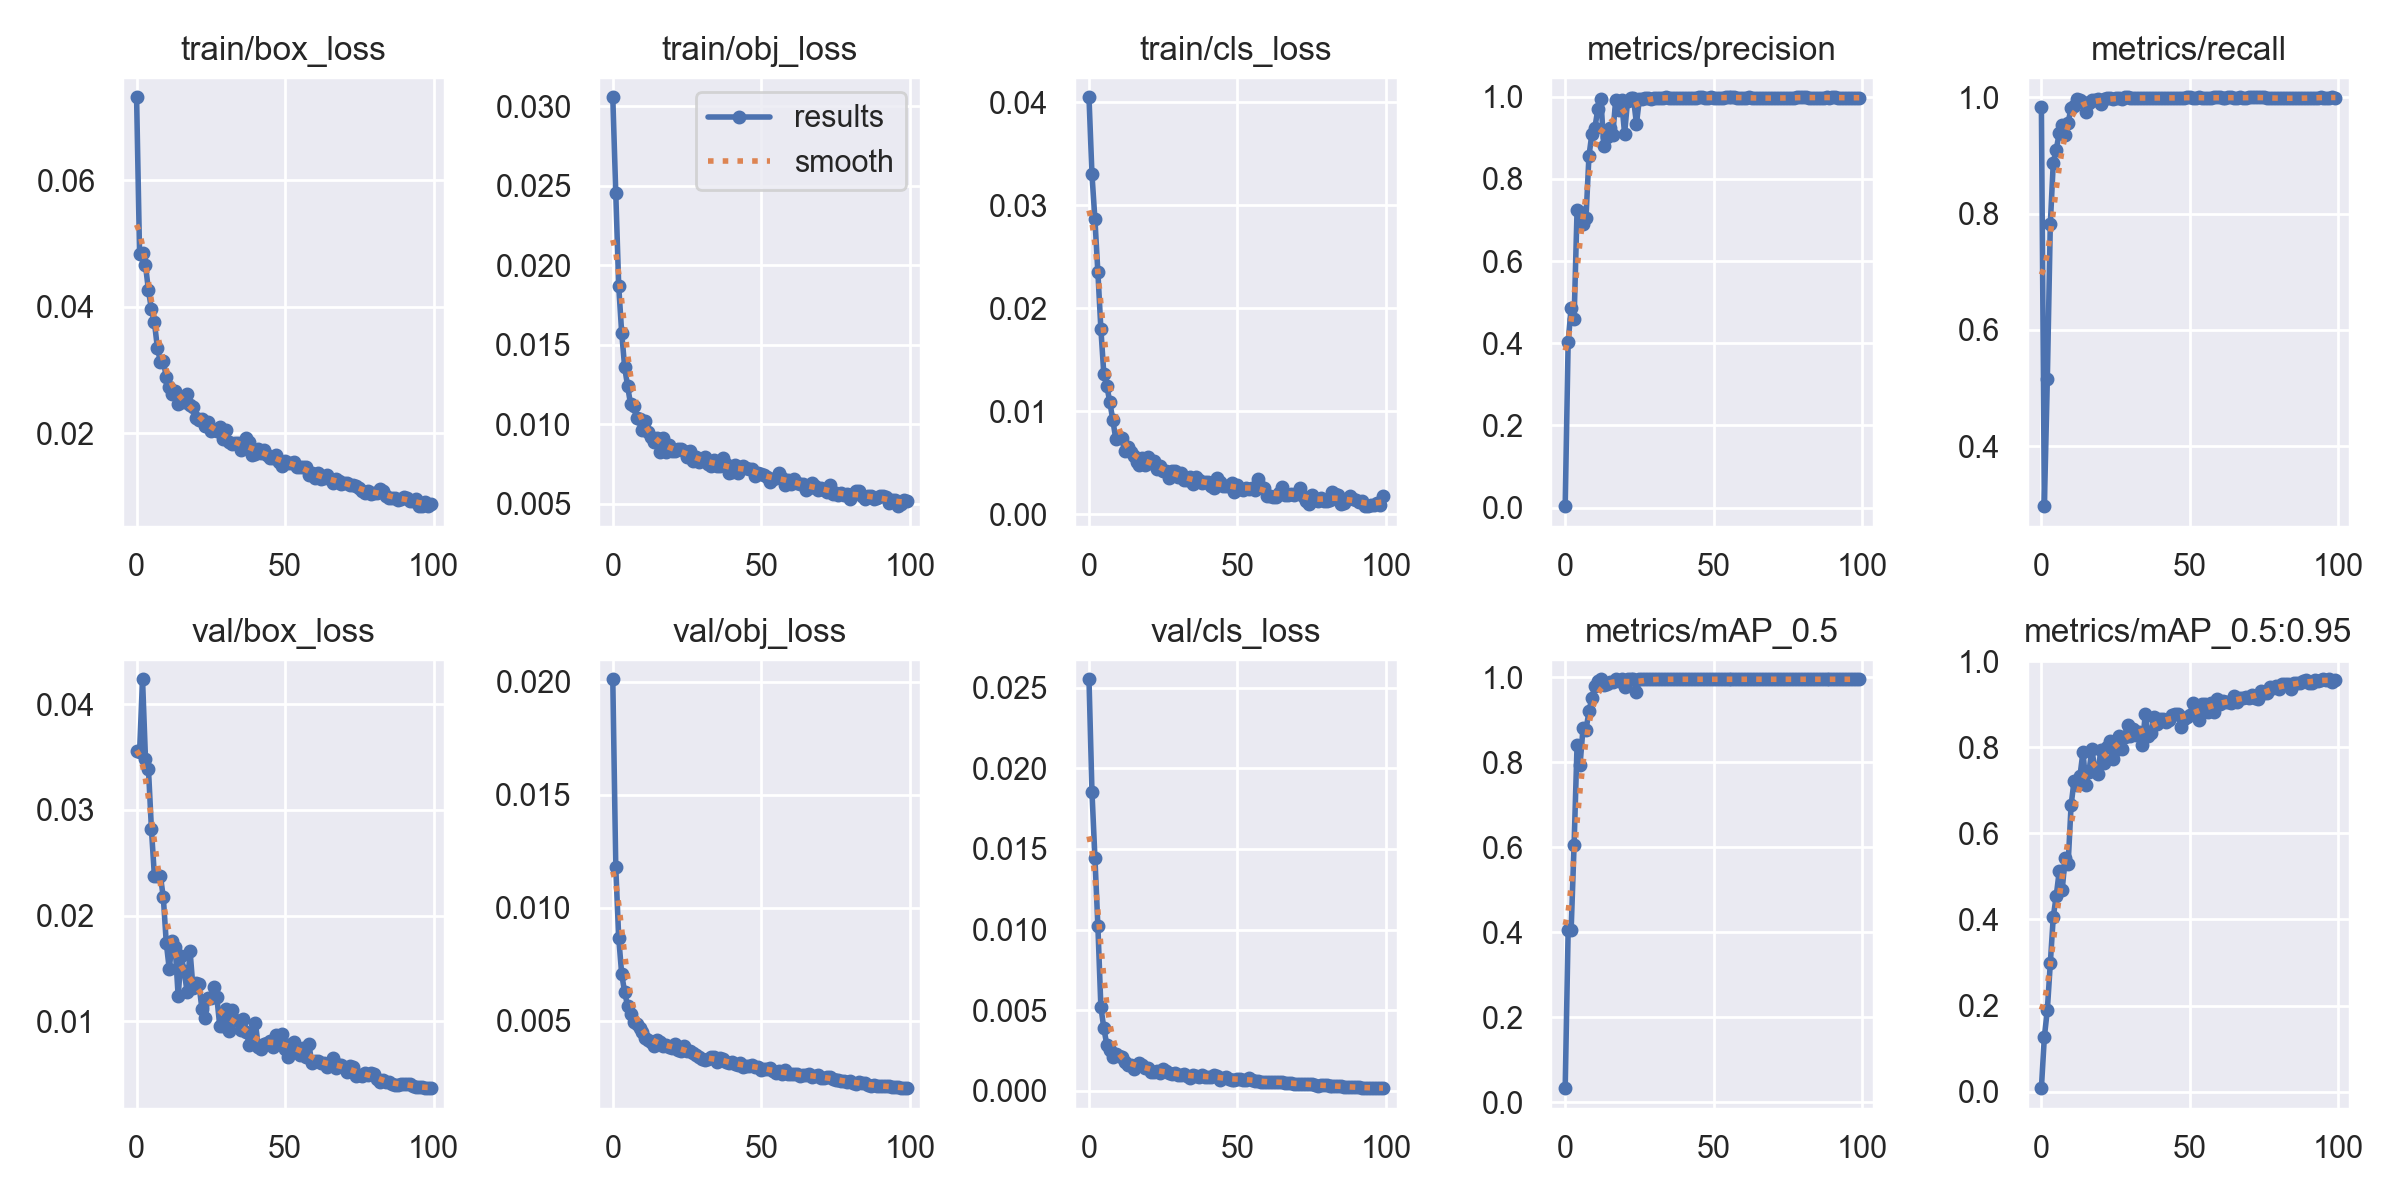 train/box_loss
0.06
0.04
0.02
0 50 100
train/obj_loss
results
smooth
0.030
0.025
0.020
0.015
0.010
0.005
0 50 100
train/cls_loss
0.04
0.03
0.02
0.01
0.00
0 50 100
metrics/precision
1.0
0.8
0.6
0.4
0.2
0.0
0 50 100
metrics/recall
1.0
0.8
0.6
0.4
0 50 100
val/box_loss
0.04
0.03
0.02
0.01
0 50 100
val/obj_loss
0.020
0.015
0.010
0.005
0 50 100
val/cls_loss
0.025
0.020
0.015
0.010
0.005
0.000
0 50 100
metrics/mAP_0.5
1.0
0.8
0.6
0.4
0.2
0.0
0 50 100
metrics/mAP_0.5:0.95
1.0
0.8
0.6
0.4
0.2
0.0
0 50 100